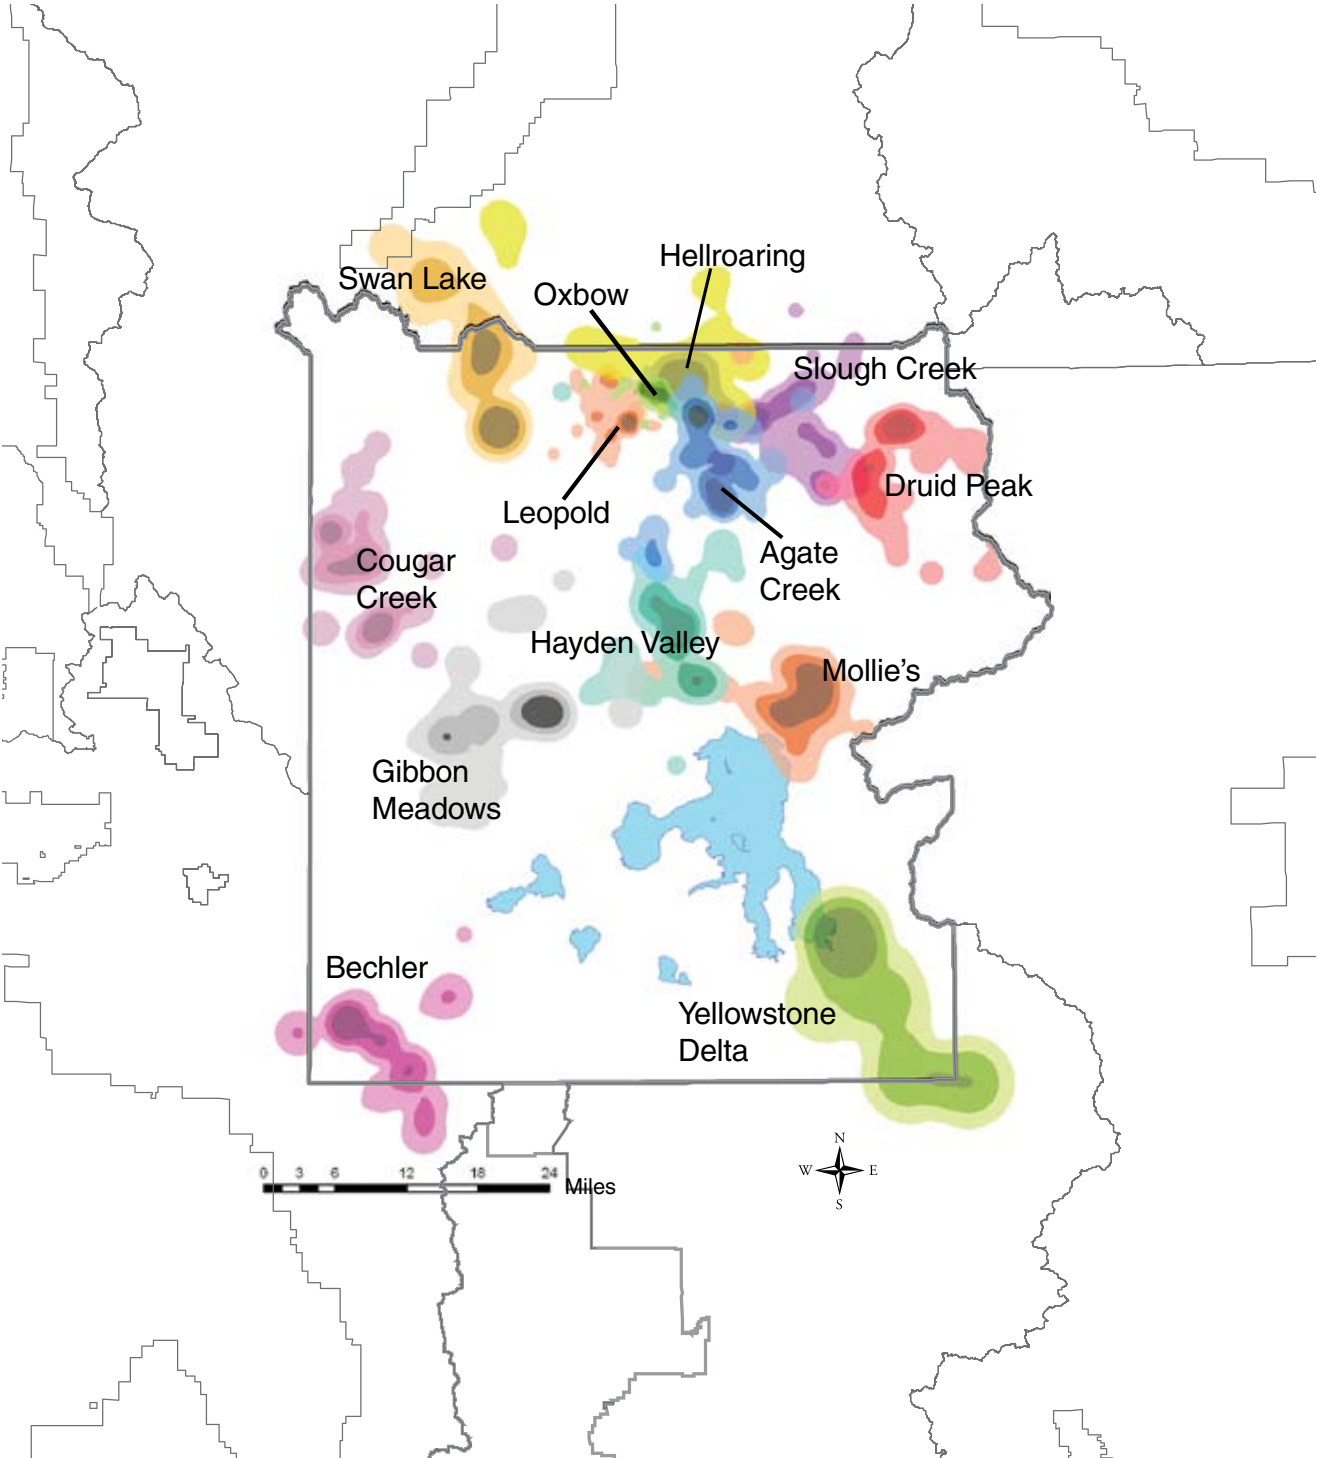 Hellroaring
Swan Lake
Oxbow
Slough Creek
Druid Peak
Leopold
Agate
Creek
Cougar
Creek
Hayden Valley
Mollie's
Gibbon
Meadows
Bechler
Yellowstone
Delta
N
W E
S
0 3 6 12 18 24
Miles